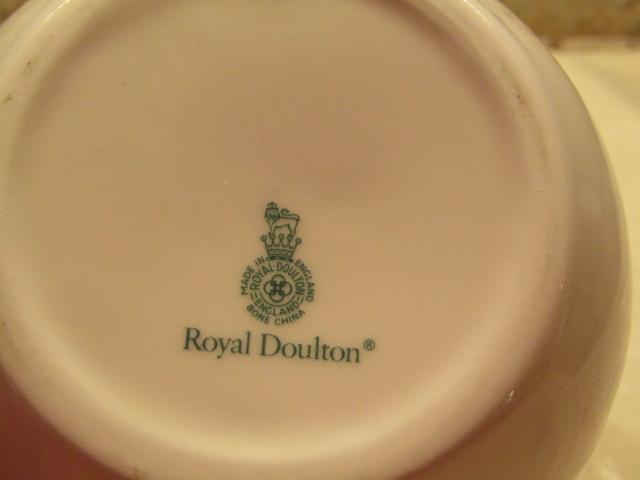 MADE IN ENGLAND
ROYAL·DOULTON
ENGLAND
BONE CHINA
Royal Doulton®